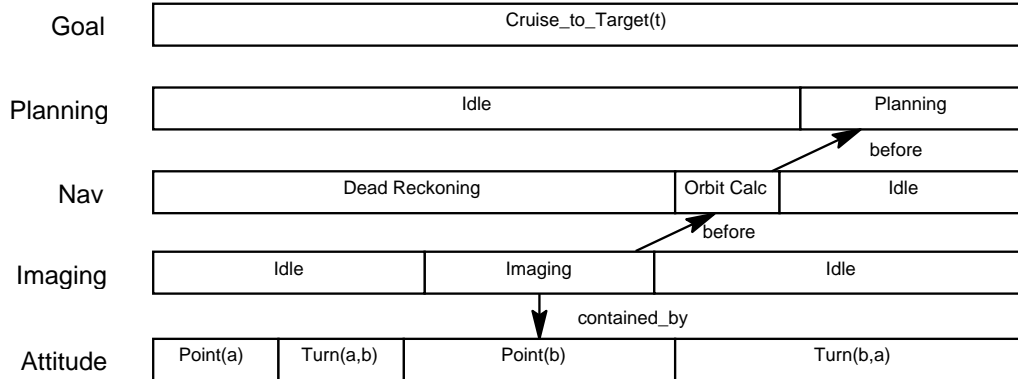 Goal
Cruise_to_Target(t)
Planning
Idle
Planning
before
Nav
Dead Reckoning
Orbit Calc
Idle
before
Imaging
Idle
Imaging
Idle
contained_by
Attitude
Point(a)
Turn(a,b)
Point(b)
Turn(b,a)